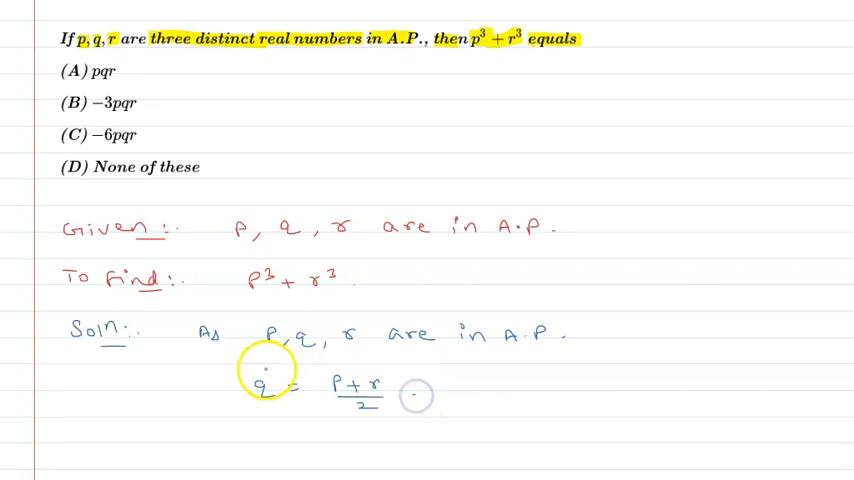 If p, q, r are three distinct real numbers in A.P., then p³ + r³ equals
(A) pqr
(B) −3pqr
(C) −6pqr
(D) None of these
Given :. P, q, r are in A.P.
To Find :. P³ + r³.
Soln :. As P, q, r are in A.P.
q = P + r / 2